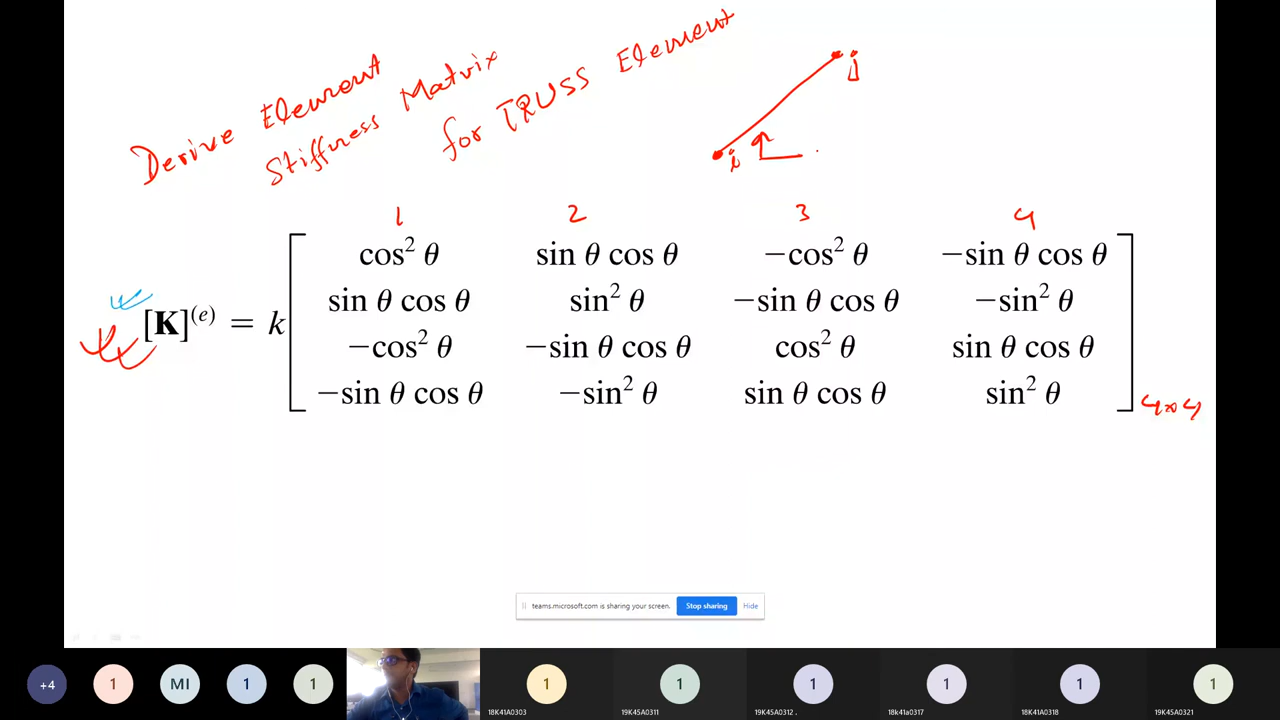 Derive Element
Stiffness Matrix
for TRUSS Element
j
i
1 2 3 4
cos² θ sin θ cos θ −cos² θ −sin θ cos θ
sin θ cos θ sin² θ −sin θ cos θ −sin² θ
[K]⁽ᵉ⁾ = k
−cos² θ −sin θ cos θ cos² θ sin θ cos θ
−sin θ cos θ −sin² θ sin θ cos θ sin² θ
4×4
teams.microsoft.com is sharing your screen. Stop sharing Hide
+4 1 MI 1 1 1 1 1 1 1 1
18K41A0303 19K45A0311 19K45A0312 . 18k41a0317 18K41A0318 19K45A0321